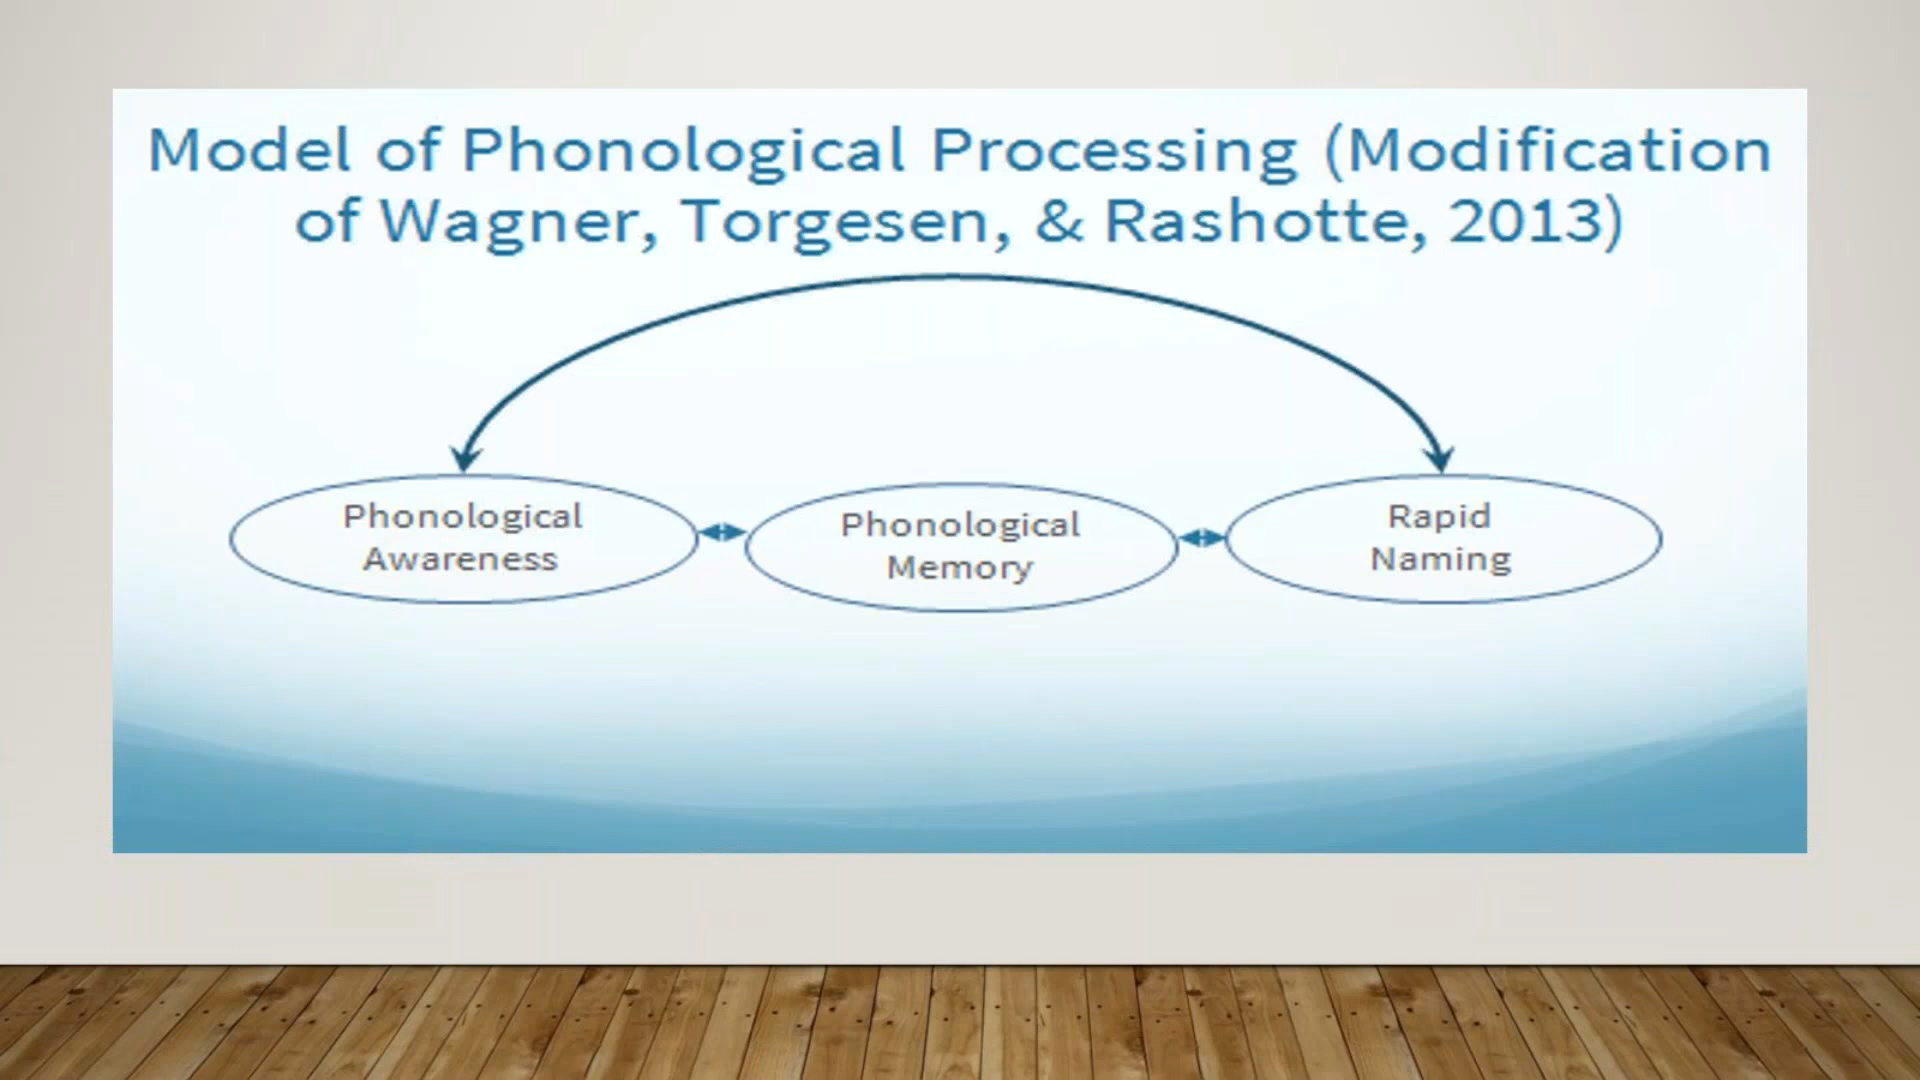 Model of Phonological Processing (Modification
of Wagner, Torgesen, & Rashotte, 2013)
Phonological
Awareness
Phonological
Memory
Rapid
Naming